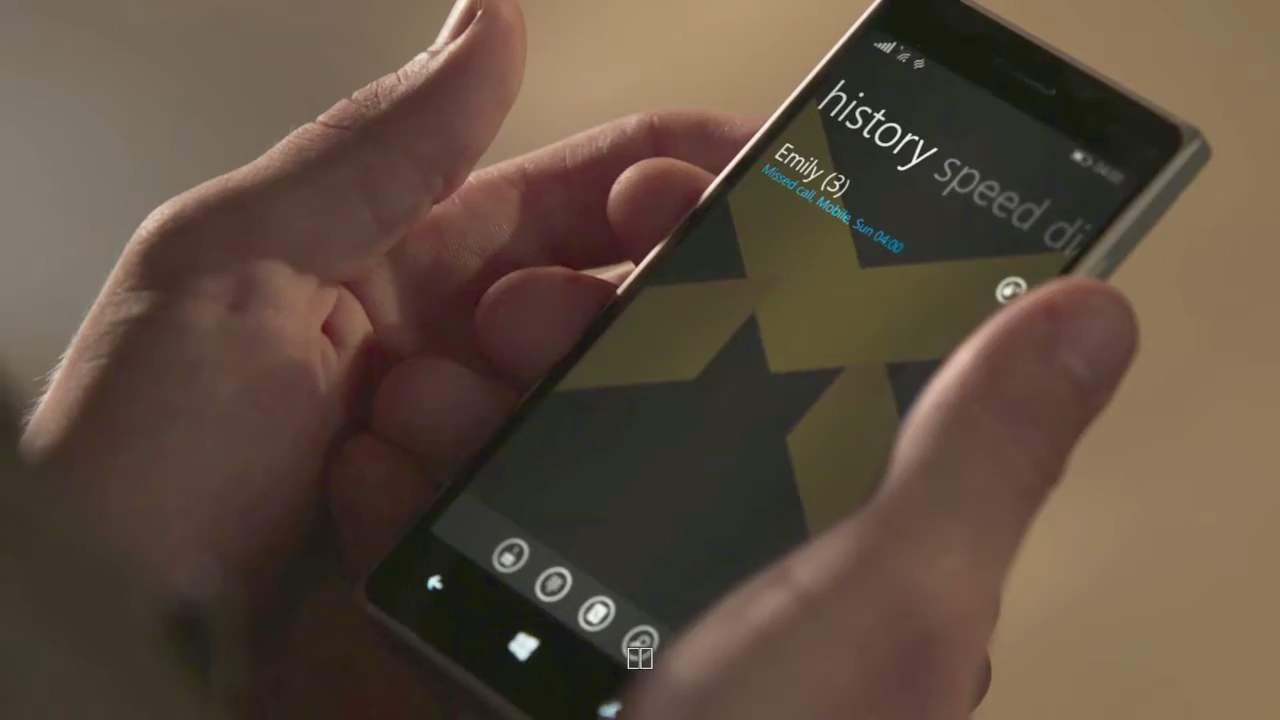 history speed di
Emily (3)
Missed call, Mobile, Sun 04:00